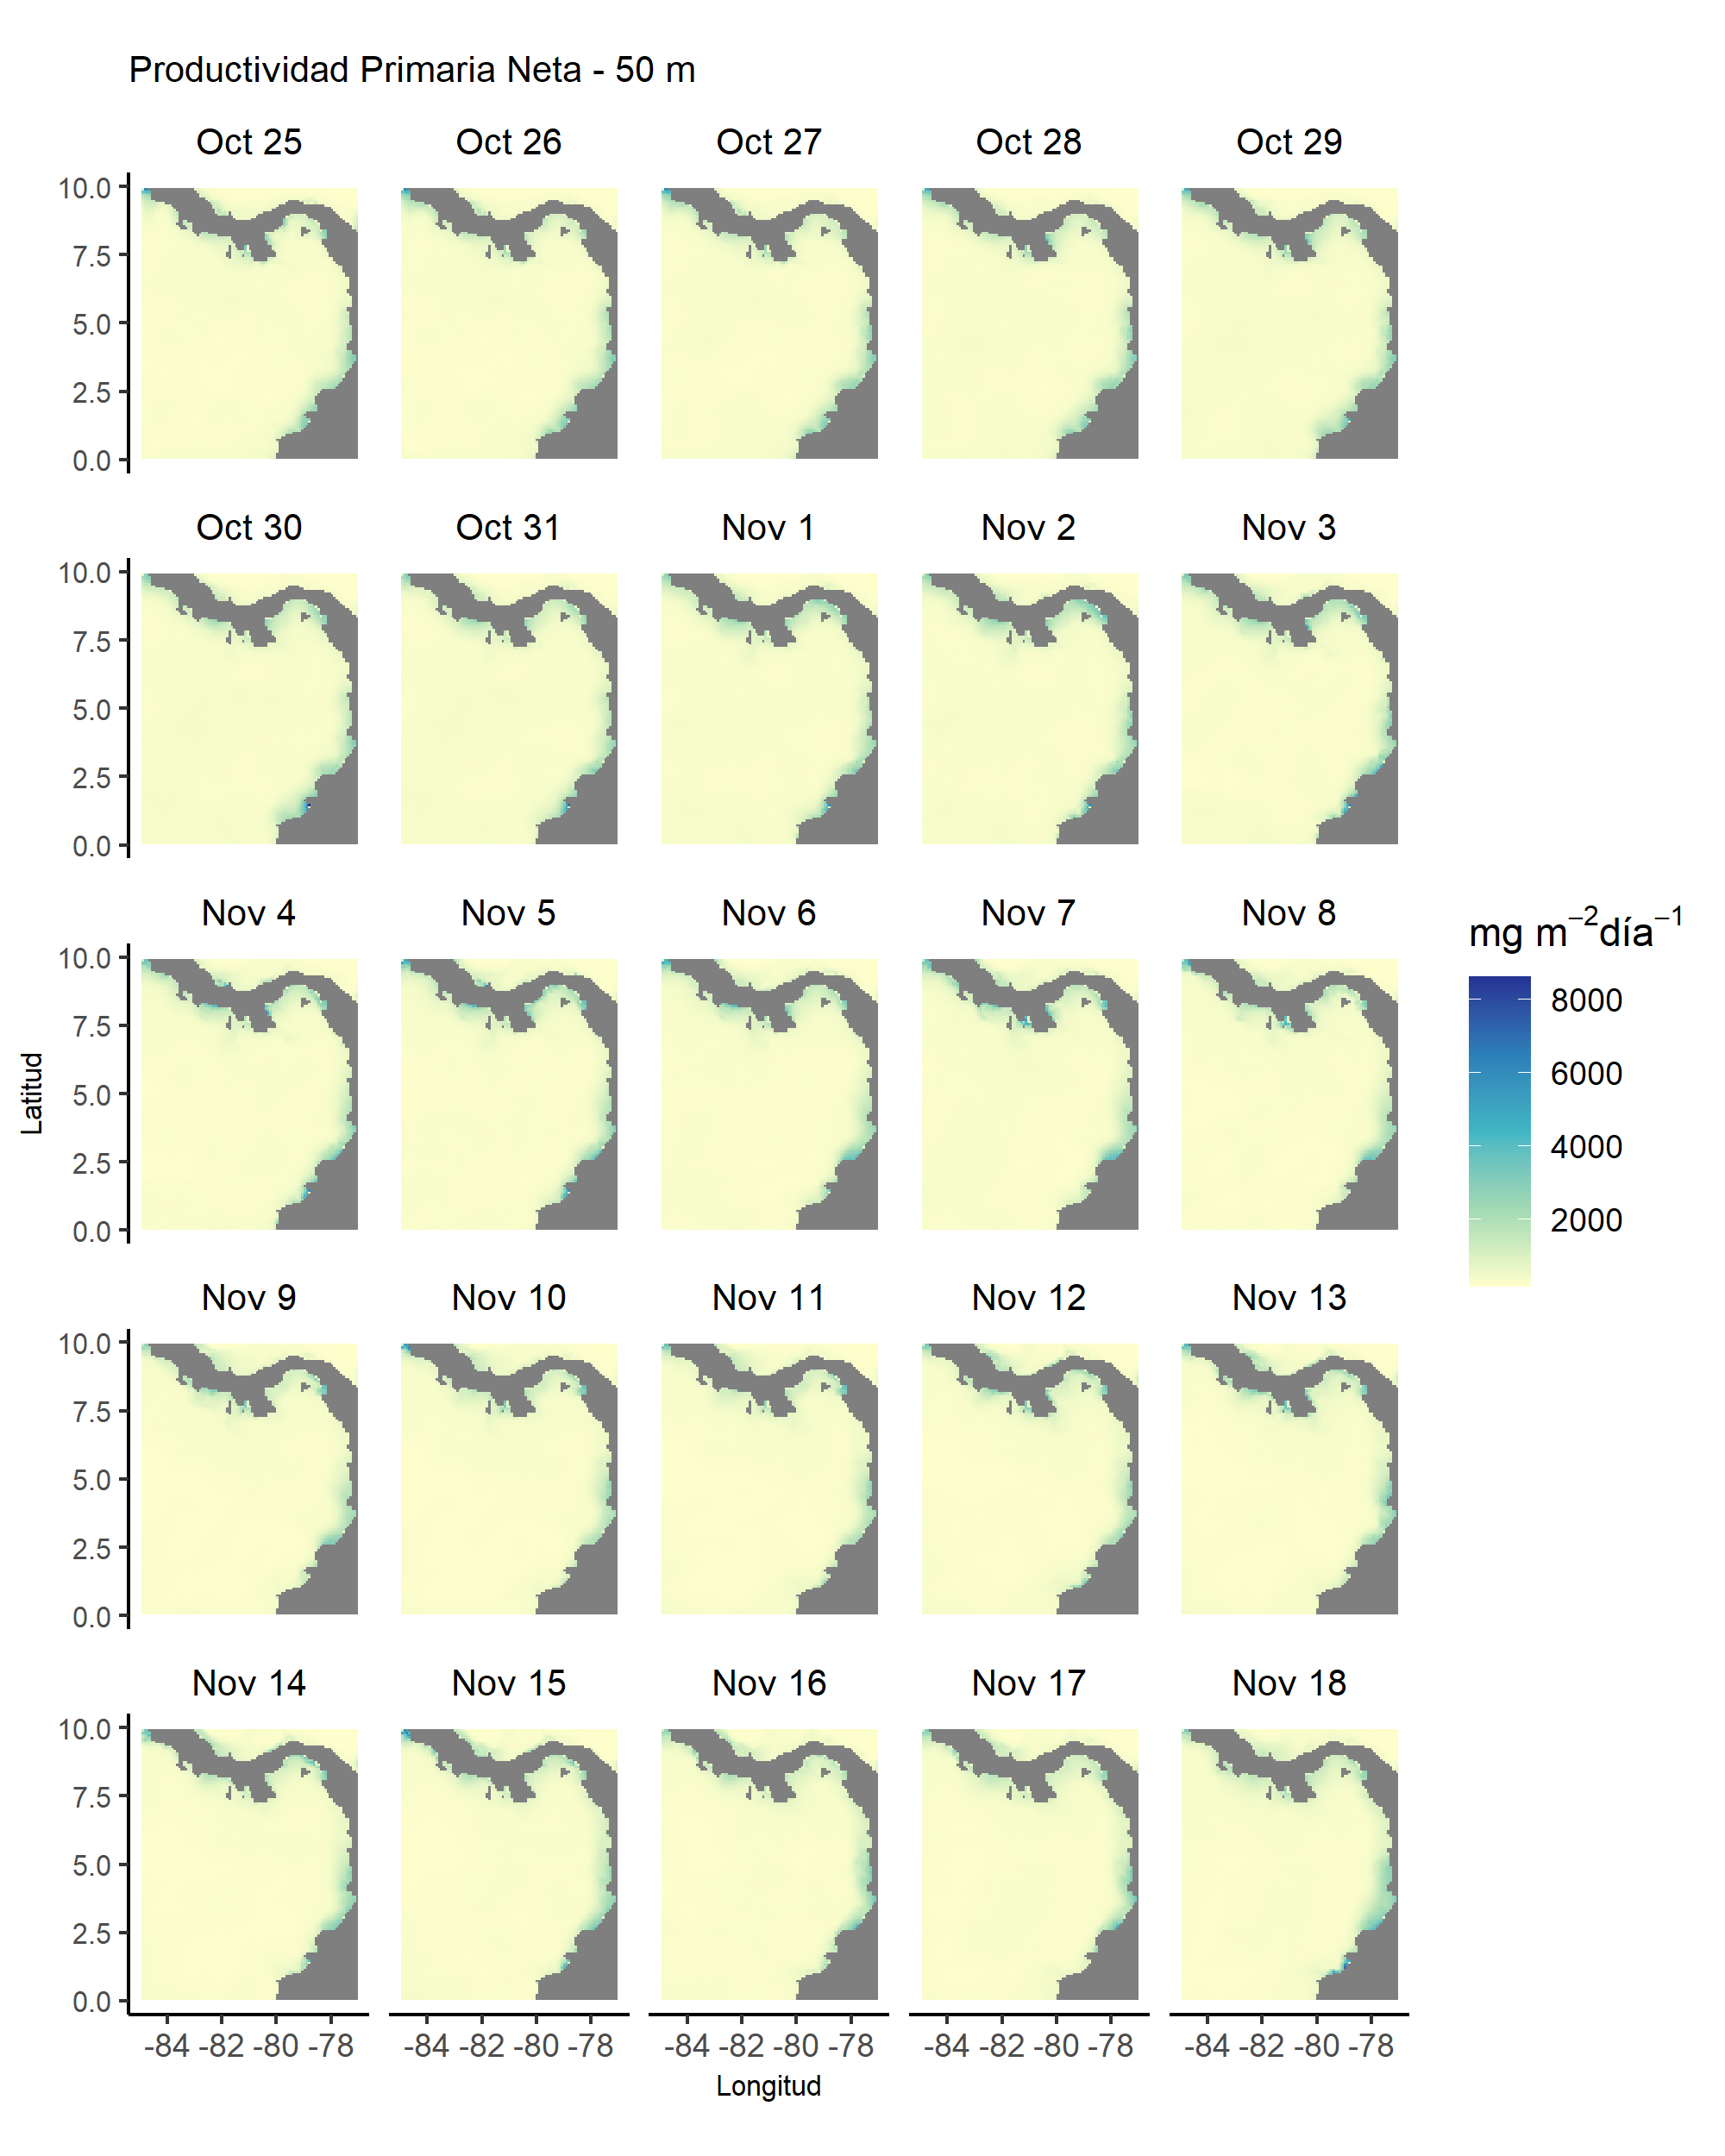 Productividad Primaria Neta - 50 m
Oct 25 Oct 26 Oct 27 Oct 28 Oct 29
10.0
7.5
5.0
2.5
0.0
Oct 30 Oct 31 Nov 1 Nov 2 Nov 3
10.0
7.5
5.0
2.5
0.0
Nov 4 Nov 5 Nov 6 Nov 7 Nov 8
10.0
7.5
5.0
2.5
0.0
Latitud
mg m⁻²día⁻¹
8000
6000
4000
2000
Nov 9 Nov 10 Nov 11 Nov 12 Nov 13
10.0
7.5
5.0
2.5
0.0
Nov 14 Nov 15 Nov 16 Nov 17 Nov 18
10.0
7.5
5.0
2.5
0.0
-84 -82 -80 -78 -84 -82 -80 -78 -84 -82 -80 -78 -84 -82 -80 -78 -84 -82 -80 -78
Longitud